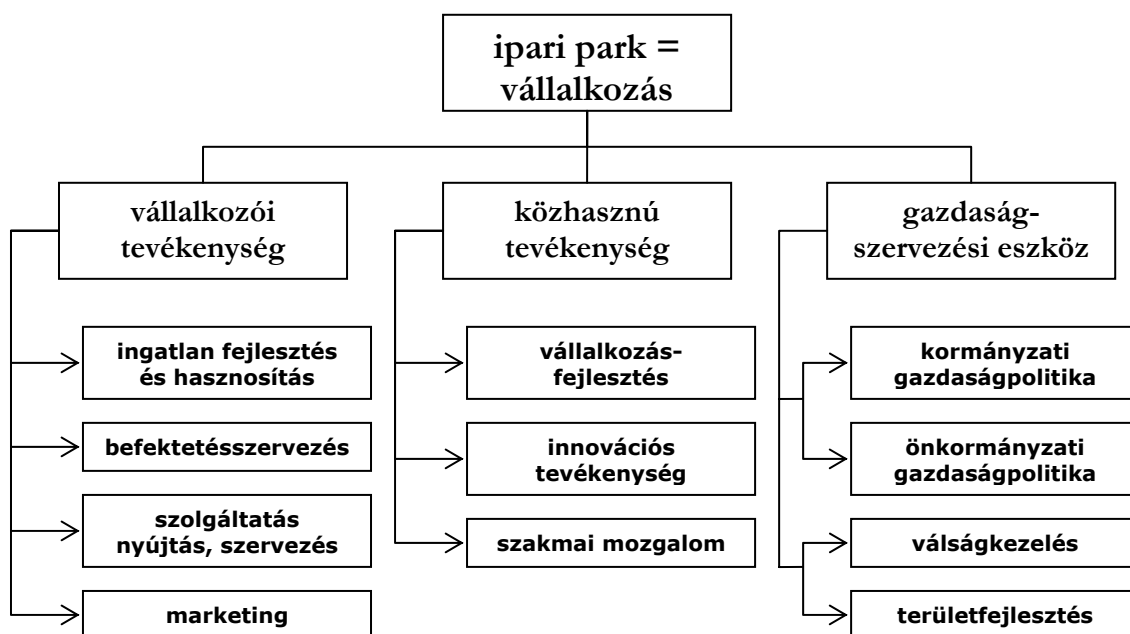 ipari park =
vállalkozás
vállalkozói
tevékenység
ingatlan fejlesztés
és hasznosítás
befektetésszervezés
szolgáltatás
nyújtás, szervezés
marketing
közhasznú
tevékenység
vállalkozás-
fejlesztés
innovációs
tevékenység
szakmai mozgalom
gazdaság-
szervezési eszköz
kormányzati
gazdaságpolitika
önkormányzati
gazdaságpolitika
válságkezelés
területfejlesztés